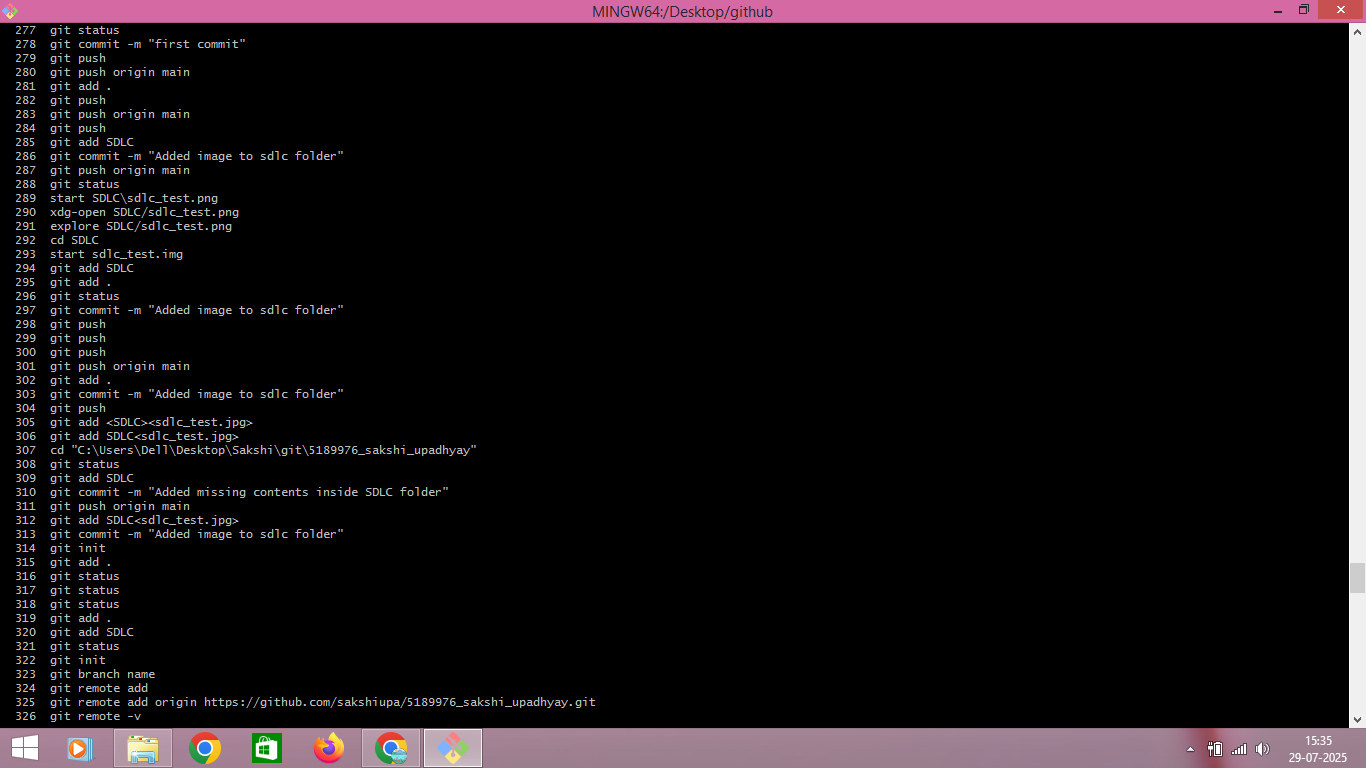 MINGW64:/Desktop/github
277 git status
278 git commit -m "first commit"
279 git push
280 git push origin main
281 git add .
282 git push
283 git push origin main
284 git push
285 git add SDLC
286 git commit -m "Added image to sdlc folder"
287 git push origin main
288 git status
289 start SDLC\sdlc_test.png
290 xdg-open SDLC/sdlc_test.png
291 explore SDLC/sdlc_test.png
292 cd SDLC
293 start sdlc_test.img
294 git add SDLC
295 git add .
296 git status
297 git commit -m "Added image to sdlc folder"
298 git push
299 git push
300 git push
301 git push origin main
302 git add .
303 git commit -m "Added image to sdlc folder"
304 git push
305 git add <SDLC><sdlc_test.jpg>
306 git add SDLC<sdlc_test.jpg>
307 cd "C:\Users\Dell\Desktop\Sakshi\git\5189976_sakshi_upadhyay"
308 git status
309 git add SDLC
310 git commit -m "Added missing contents inside SDLC folder"
311 git push origin main
312 git add SDLC<sdlc_test.jpg>
313 git commit -m "Added image to sdlc folder"
314 git init
315 git add .
316 git status
317 git status
318 git status
319 git add .
320 git add SDLC
321 git status
322 git init
323 git branch name
324 git remote add
325 git remote add origin https://github.com/sakshiupa/5189976_sakshi_upadhyay.git
326 git remote -v
15:35
29-07-2025